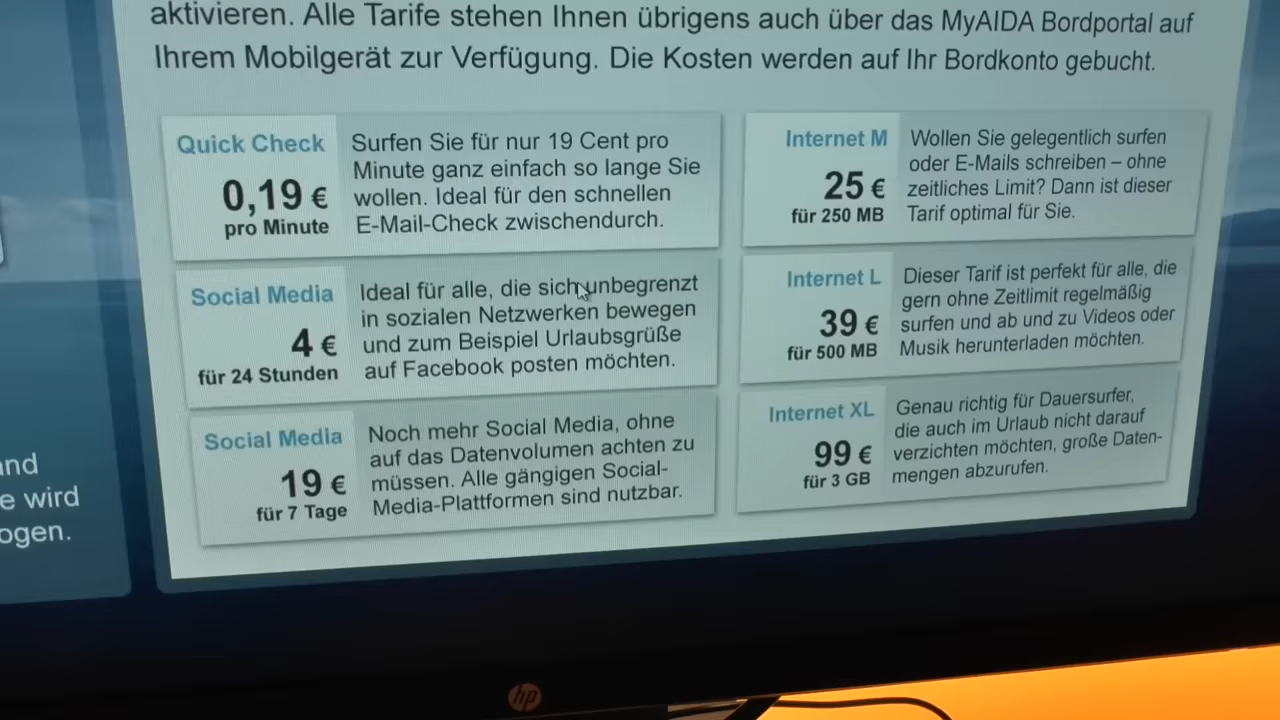 aktivieren. Alle Tarife stehen Ihnen übrigens auch über das MyAIDA Bordportal auf
Ihrem Mobilgerät zur Verfügung. Die Kosten werden auf Ihr Bordkonto gebucht.
Quick Check
0,19 €
pro Minute
Surfen Sie für nur 19 Cent pro
Minute ganz einfach so lange Sie
wollen. Ideal für den schnellen
E-Mail-Check zwischendurch.
Social Media
4 €
für 24 Stunden
Ideal für alle, die sich unbegrenzt
in sozialen Netzwerken bewegen
und zum Beispiel Urlaubsgrüße
auf Facebook posten möchten.
Social Media
19 €
für 7 Tage
Noch mehr Social Media, ohne
auf das Datenvolumen achten zu
müssen. Alle gängigen Social-
Media-Plattformen sind nutzbar.
Internet M
25 €
für 250 MB
Wollen Sie gelegentlich surfen
oder E-Mails schreiben – ohne
zeitliches Limit? Dann ist dieser
Tarif optimal für Sie.
Internet L
39 €
für 500 MB
Dieser Tarif ist perfekt für alle, die
gern ohne Zeitlimit regelmäßig
surfen und ab und zu Videos oder
Musik herunterladen möchten.
Internet XL
99 €
für 3 GB
Genau richtig für Dauersurfer,
die auch im Urlaub nicht darauf
verzichten möchten, große Daten-
mengen abzurufen.
und
e wird
ogen.
hp